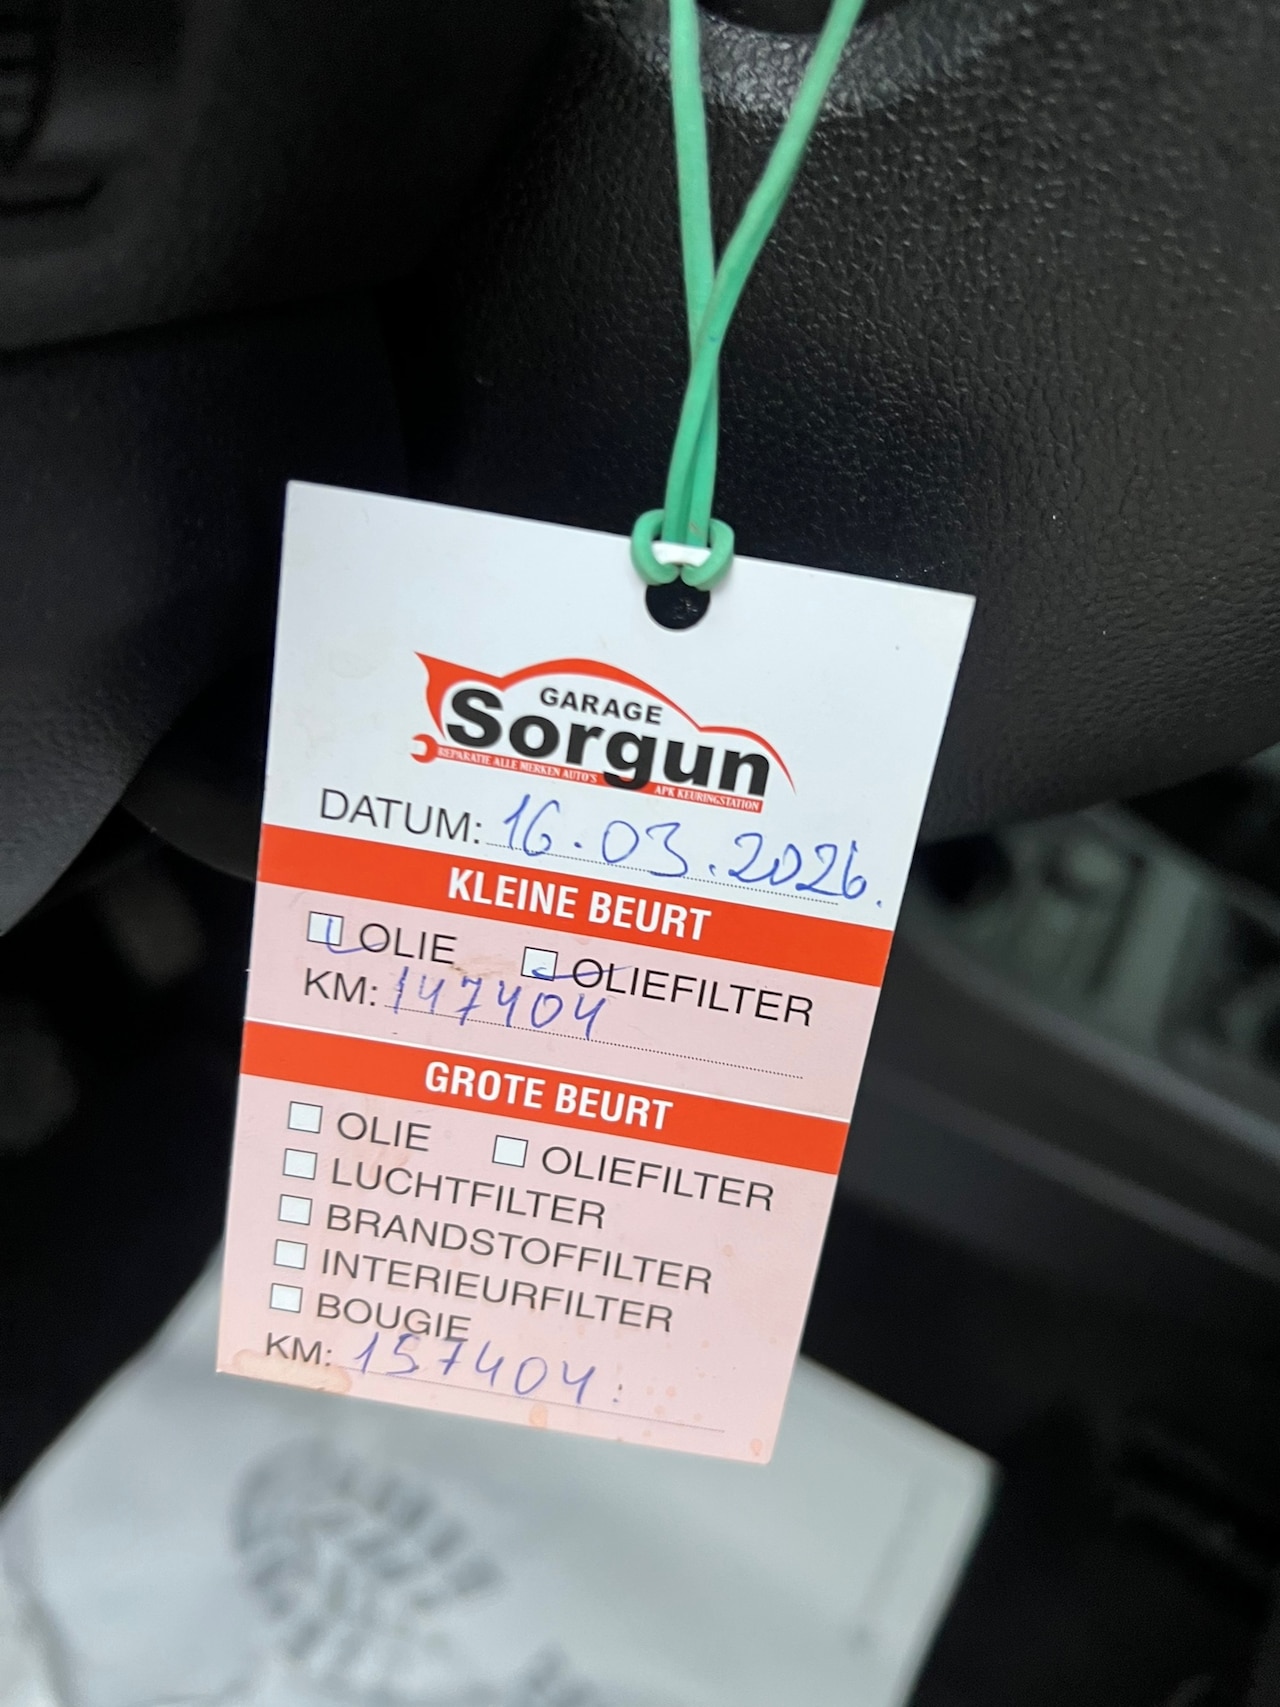 GARAGE
Sorgun
REPARATIE ALLE MERKEN AUTO'S
APK KEURINGSTATION
DATUM: 16.03.2026.
KLEINE BEURT
OLIE OLIEFILTER
KM: 147404
GROTE BEURT
OLIE OLIEFILTER
LUCHTFILTER
BRANDSTOFFILTER
INTERIEURFILTER
BOUGIE
KM: 157404: